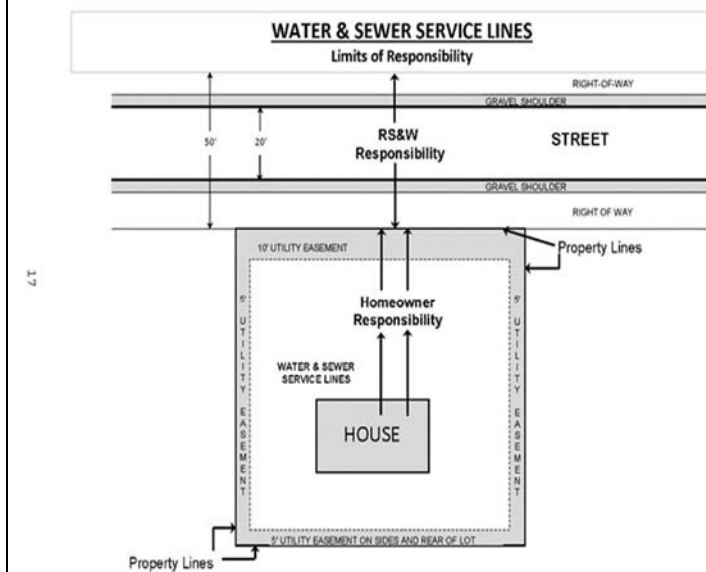 WATER & SEWER SERVICE LINES
Limits of Responsibility
RIGHT-OF-WAY
GRAVEL SHOULDER
50'
20'
RS&W
Responsibility
STREET
GRAVEL SHOULDER
RIGHT OF WAY
10' UTILITY EASEMENT
Property Lines
17
5' UTILITY EASEMENT
5' UTILITY EASEMENT
Homeowner
Responsibility
WATER & SEWER
SERVICE LINES
HOUSE
5' UTILITY EASEMENT ON SIDES AND REAR OF LOT
Property Lines